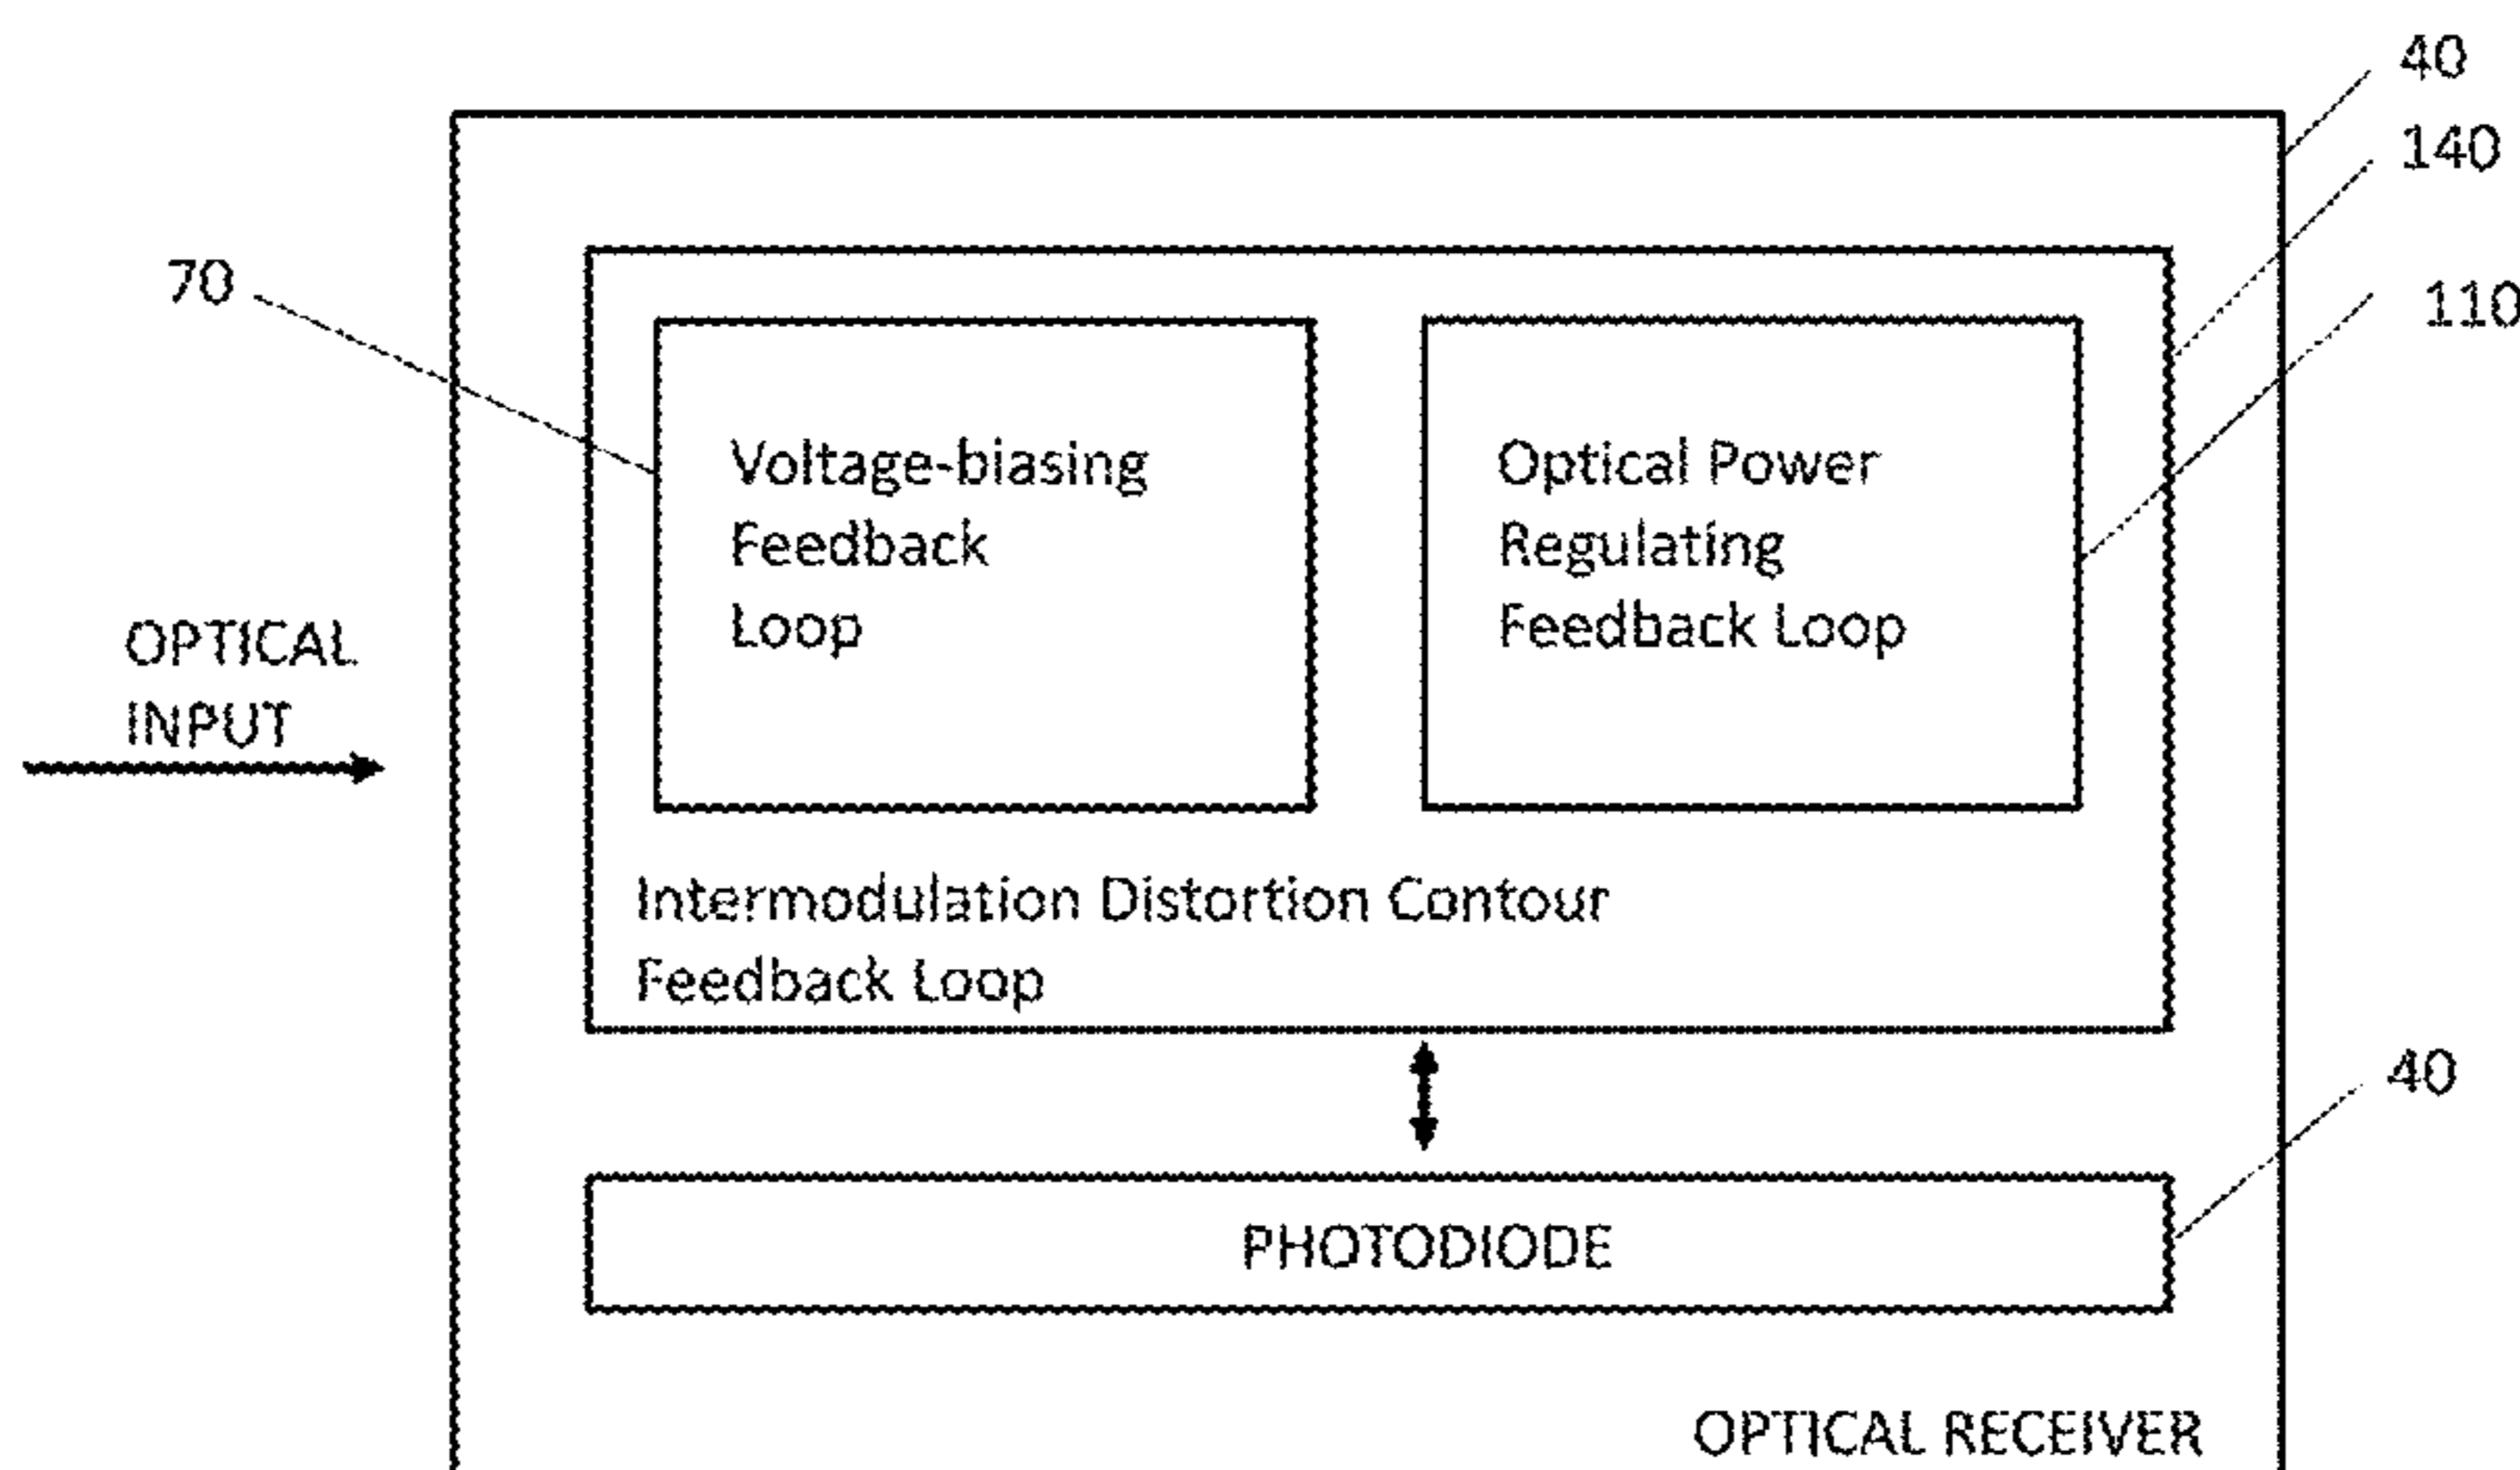 40
140
70
110
Voltage-biasing
Feedback
Loop
Optical Power
Regulating
Feedback Loop
OPTICAL
INPUT
Intermodulation Distortion Contour
Feedback Loop
40
PHOTODIODE
OPTICAL RECEIVER